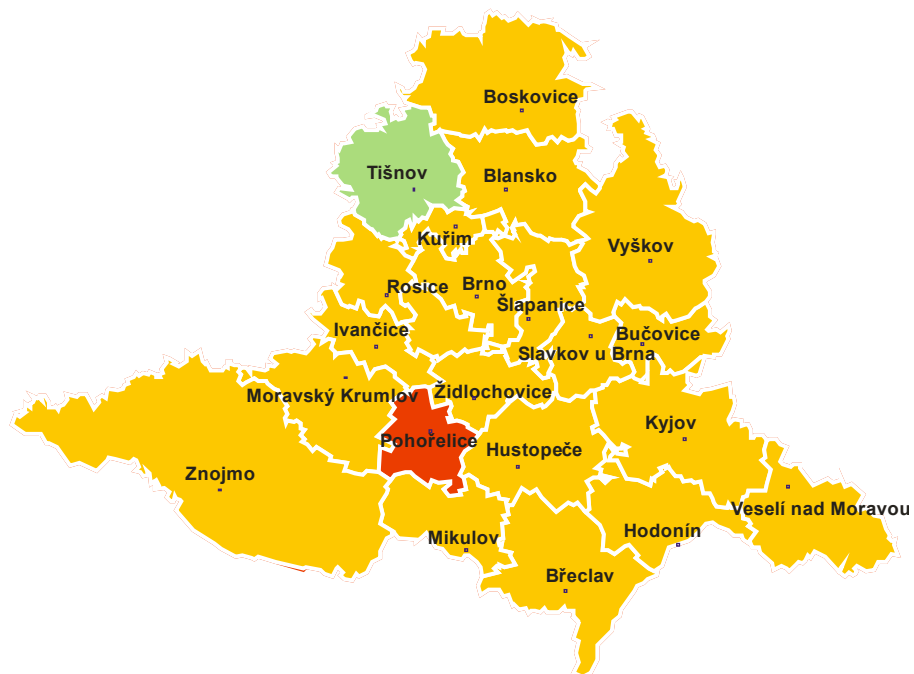 Boskovice
Tišnov
Blansko
Kuřim
Vyškov
Rosice
Brno
Šlapanice
Ivančice
Bučovice
Slavkov u Brna
Moravský Krumlov
Židlochovice
Kyjov
Pohořelice
Hustopeče
Znojmo
Veselí nad Moravou
Hodonín
Mikulov
Břeclav